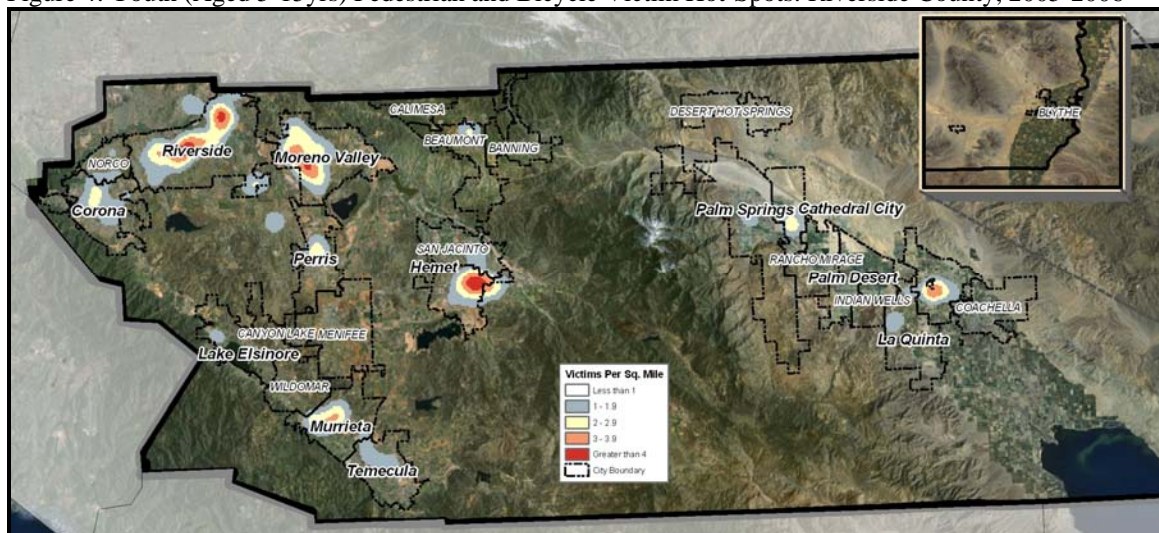 Figure 4: Youth (Aged 5-15yrs) Pedestrian and Bicycle Victim Hot Spots: Riverside County, 2005-2006
CALIMESA
DESERT HOT SPRINGS
BLYTHE
BEAUMONT
BANNING
Riverside
Moreno Valley
NORCO
Corona
Palm Springs
Cathedral City
SAN JACINTO
Hemet
Perris
RANCHO MIRAGE
Palm Desert
INDIAN WELLS
COACHELLA
La Quinta
CANYON LAKE
MENIFEE
Lake Elsinore
WILDOMAR
Murrieta
Temecula
Victims Per Sq. Mile
Less than 1
1 - 1.9
2 - 2.9
3 - 3.9
Greater than 4
City Boundary